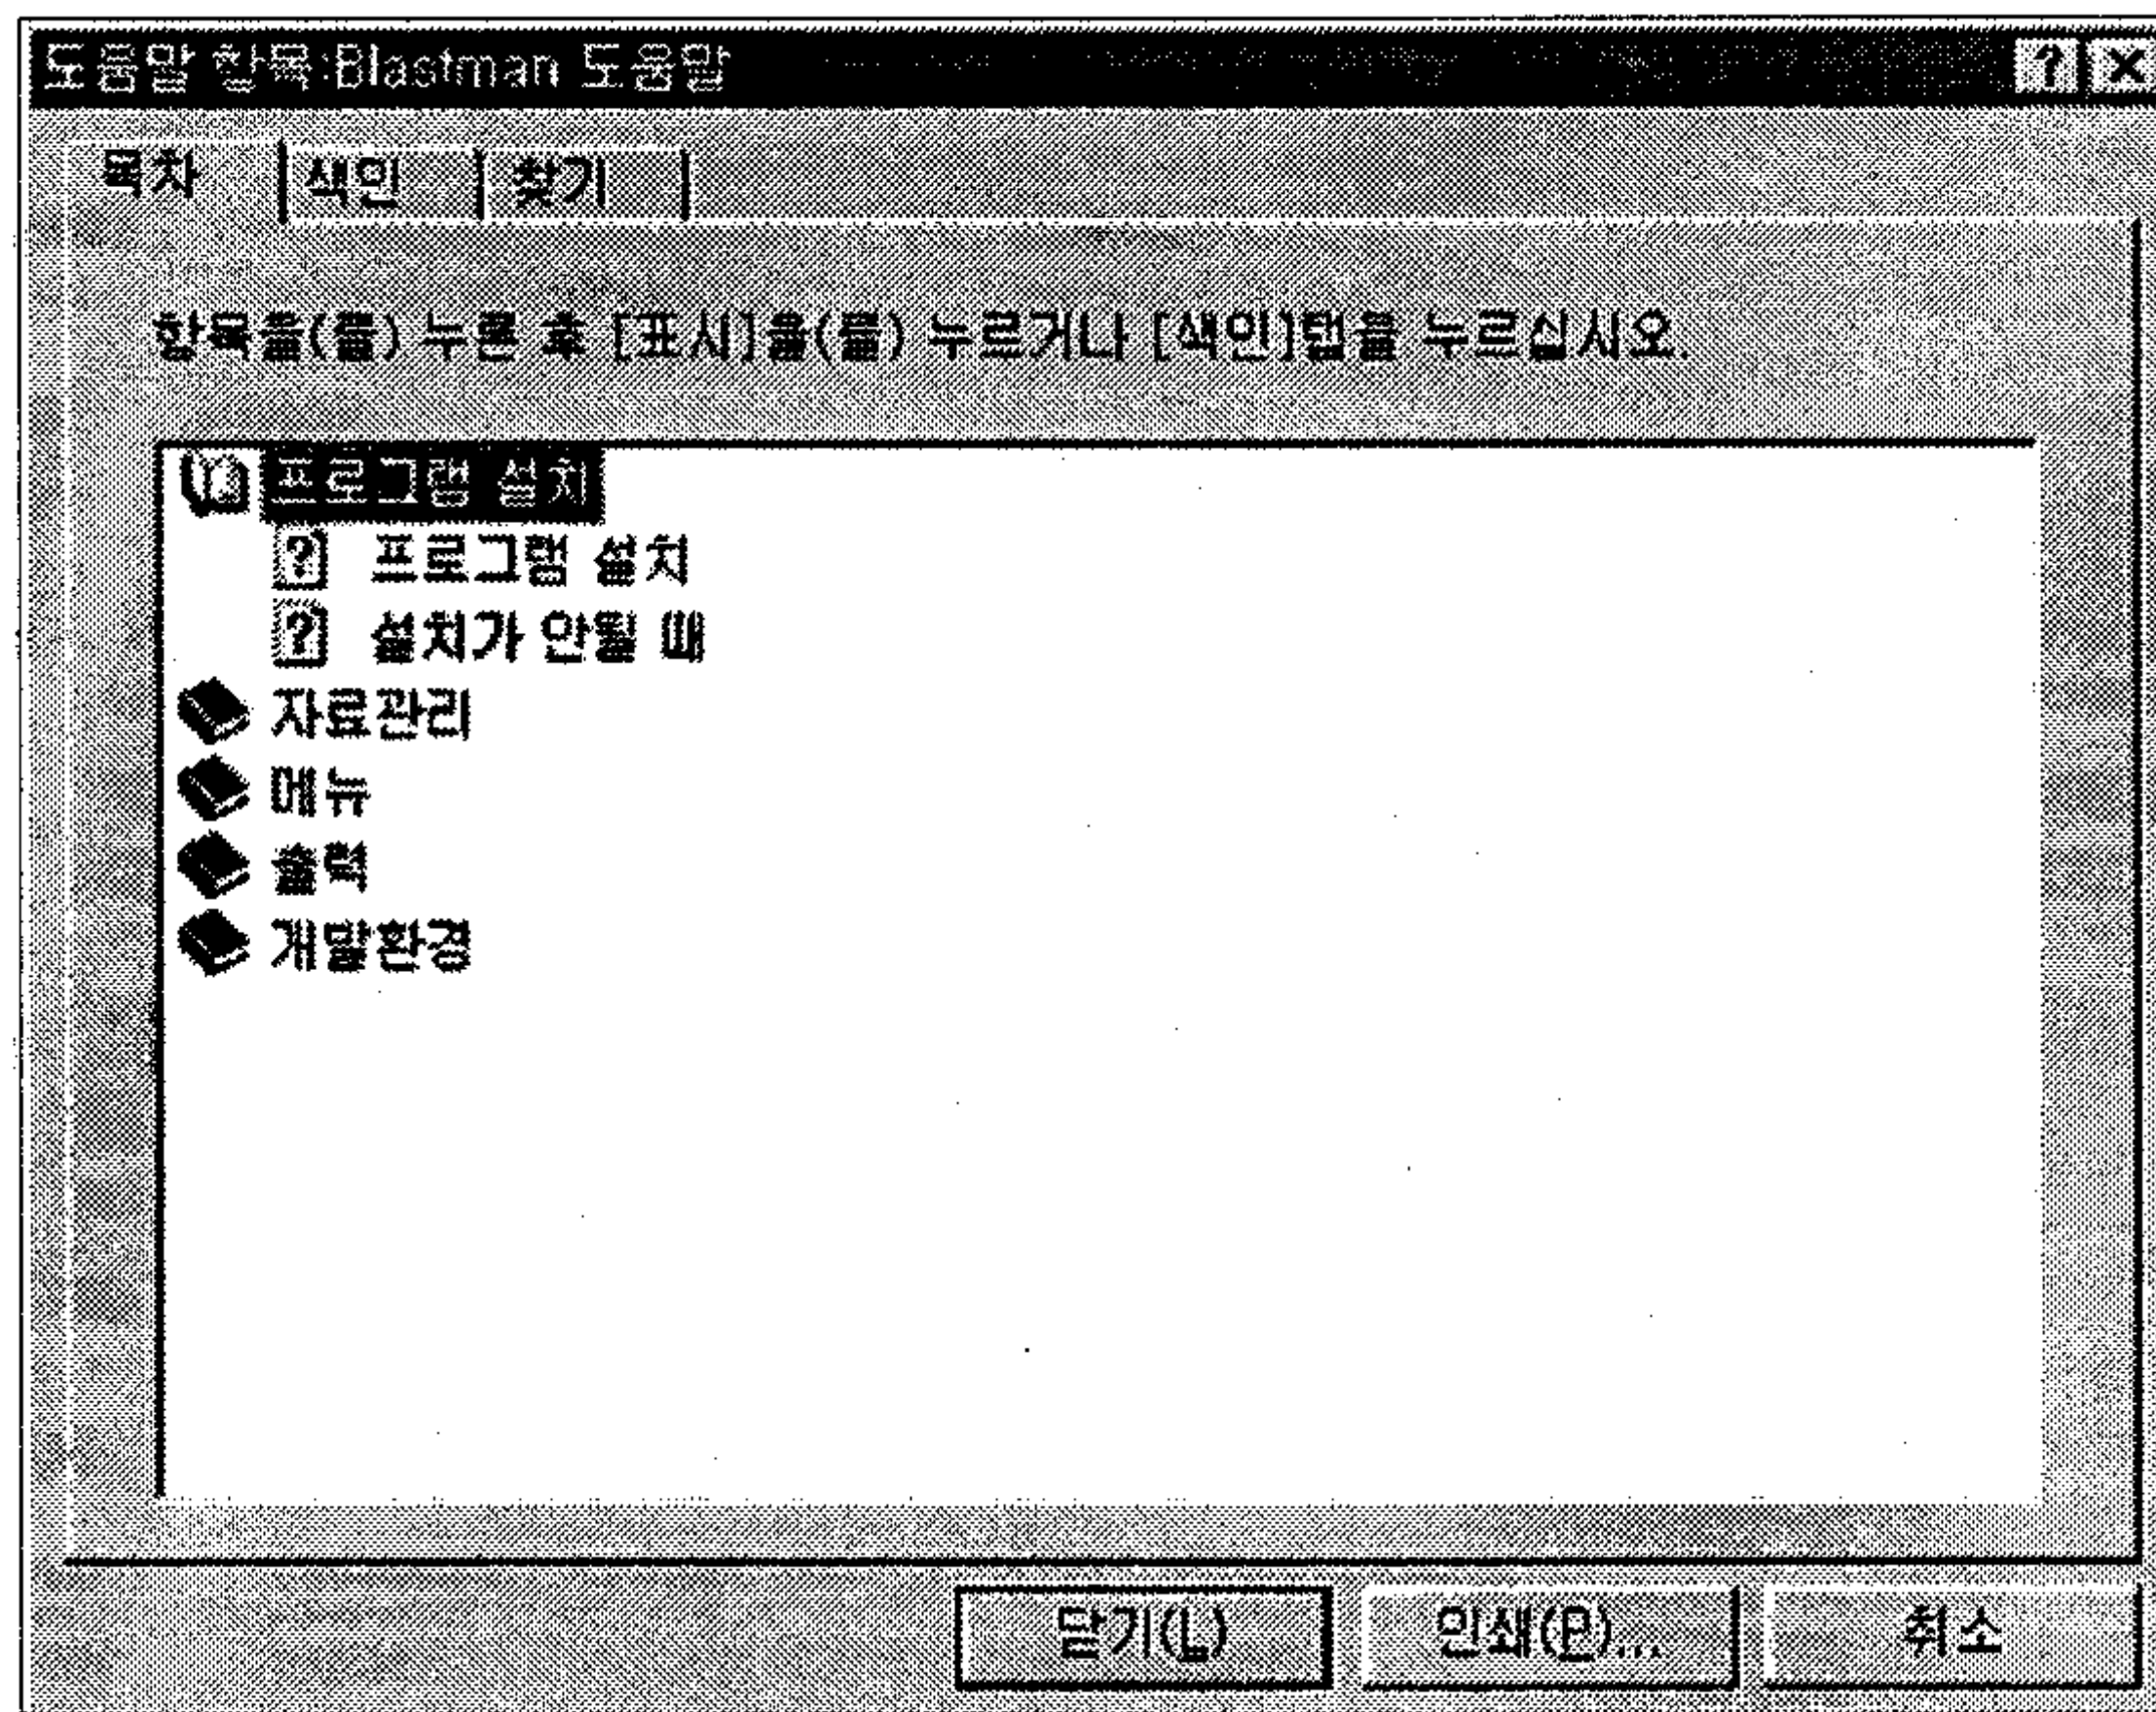 도움말 항목:Blastman 도움말
목차 색인 찾기
항목을(를) 누른 후 [표시]을(를) 누르거나 [색인]탭을 누르십시오.
프로그램 설치
? 프로그램 설치
? 설치가 안될 때
자료관리
메뉴
출력
개발환경
닫기(L) 인쇄(P)... 취소